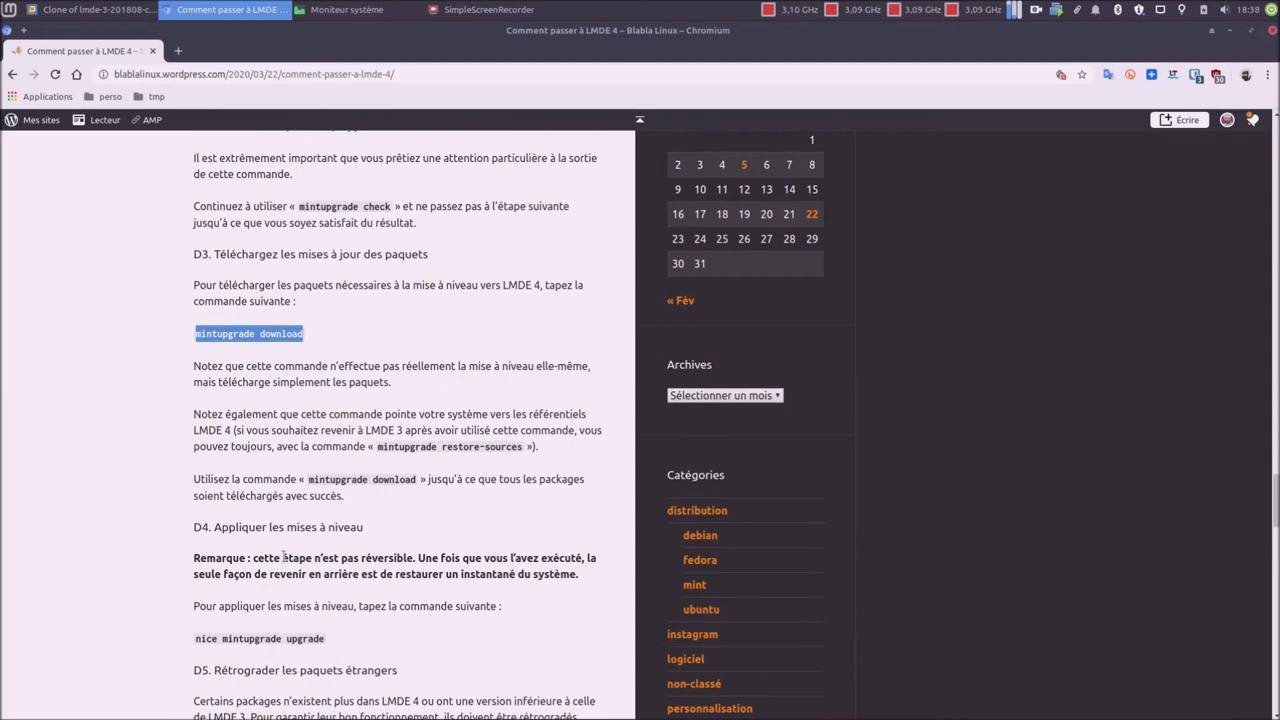 Clone of lmde-3-201808-c...
Comment passer à LMDE ...
Moniteur système
SimpleScreenRecorder
3,10 GHz
3,09 GHz
3,09 GHz
3,09 GHz
18:38
Comment passer à LMDE 4 – Blabla Linux – Chromium
Comment passer à LMDE 4 – B
blablalinux.wordpress.com/2020/03/22/comment-passer-a-lmde-4/
Applications
perso
tmp
Mes sites
Lecteur
AMP
Écrire
Il est extrêmement important que vous prêtiez une attention particulière à la sortie
de cette commande.
Continuez à utiliser « mintupgrade check » et ne passez pas à l'étape suivante
jusqu'à ce que vous soyez satisfait du résultat.
D3. Téléchargez les mises à jour des paquets
Pour télécharger les paquets nécessaires à la mise à niveau vers LMDE 4, tapez la
commande suivante :
mintupgrade download
Notez que cette commande n'effectue pas réellement la mise à niveau elle-même,
mais télécharge simplement les paquets.
Notez également que cette commande pointe votre système vers les référentiels
LMDE 4 (si vous souhaitez revenir à LMDE 3 après avoir utilisé cette commande, vous
pouvez toujours, avec la commande « mintupgrade restore-sources »).
Utilisez la commande « mintupgrade download » jusqu'à ce que tous les packages
soient téléchargés avec succès.
D4. Appliquer les mises à niveau
Remarque : cette étape n'est pas réversible. Une fois que vous l'avez exécuté, la
seule façon de revenir en arrière est de restaurer un instantané du système.
Pour appliquer les mises à niveau, tapez la commande suivante :
nice mintupgrade upgrade
D5. Rétrograder les paquets étrangers
Certains packages n'existent plus dans LMDE 4 ou ont une version inférieure à celle
de LMDE 3. Pour garantir leur bon fonctionnement, ils doivent être rétrogradés
1
2 3 4 5 6 7 8
9 10 11 12 13 14 15
16 17 18 19 20 21 22
23 24 25 26 27 28 29
30 31
« Fév
Archives
Sélectionner un mois
Catégories
distribution
debian
fedora
mint
ubuntu
instagram
logiciel
non-classé
personnalisation